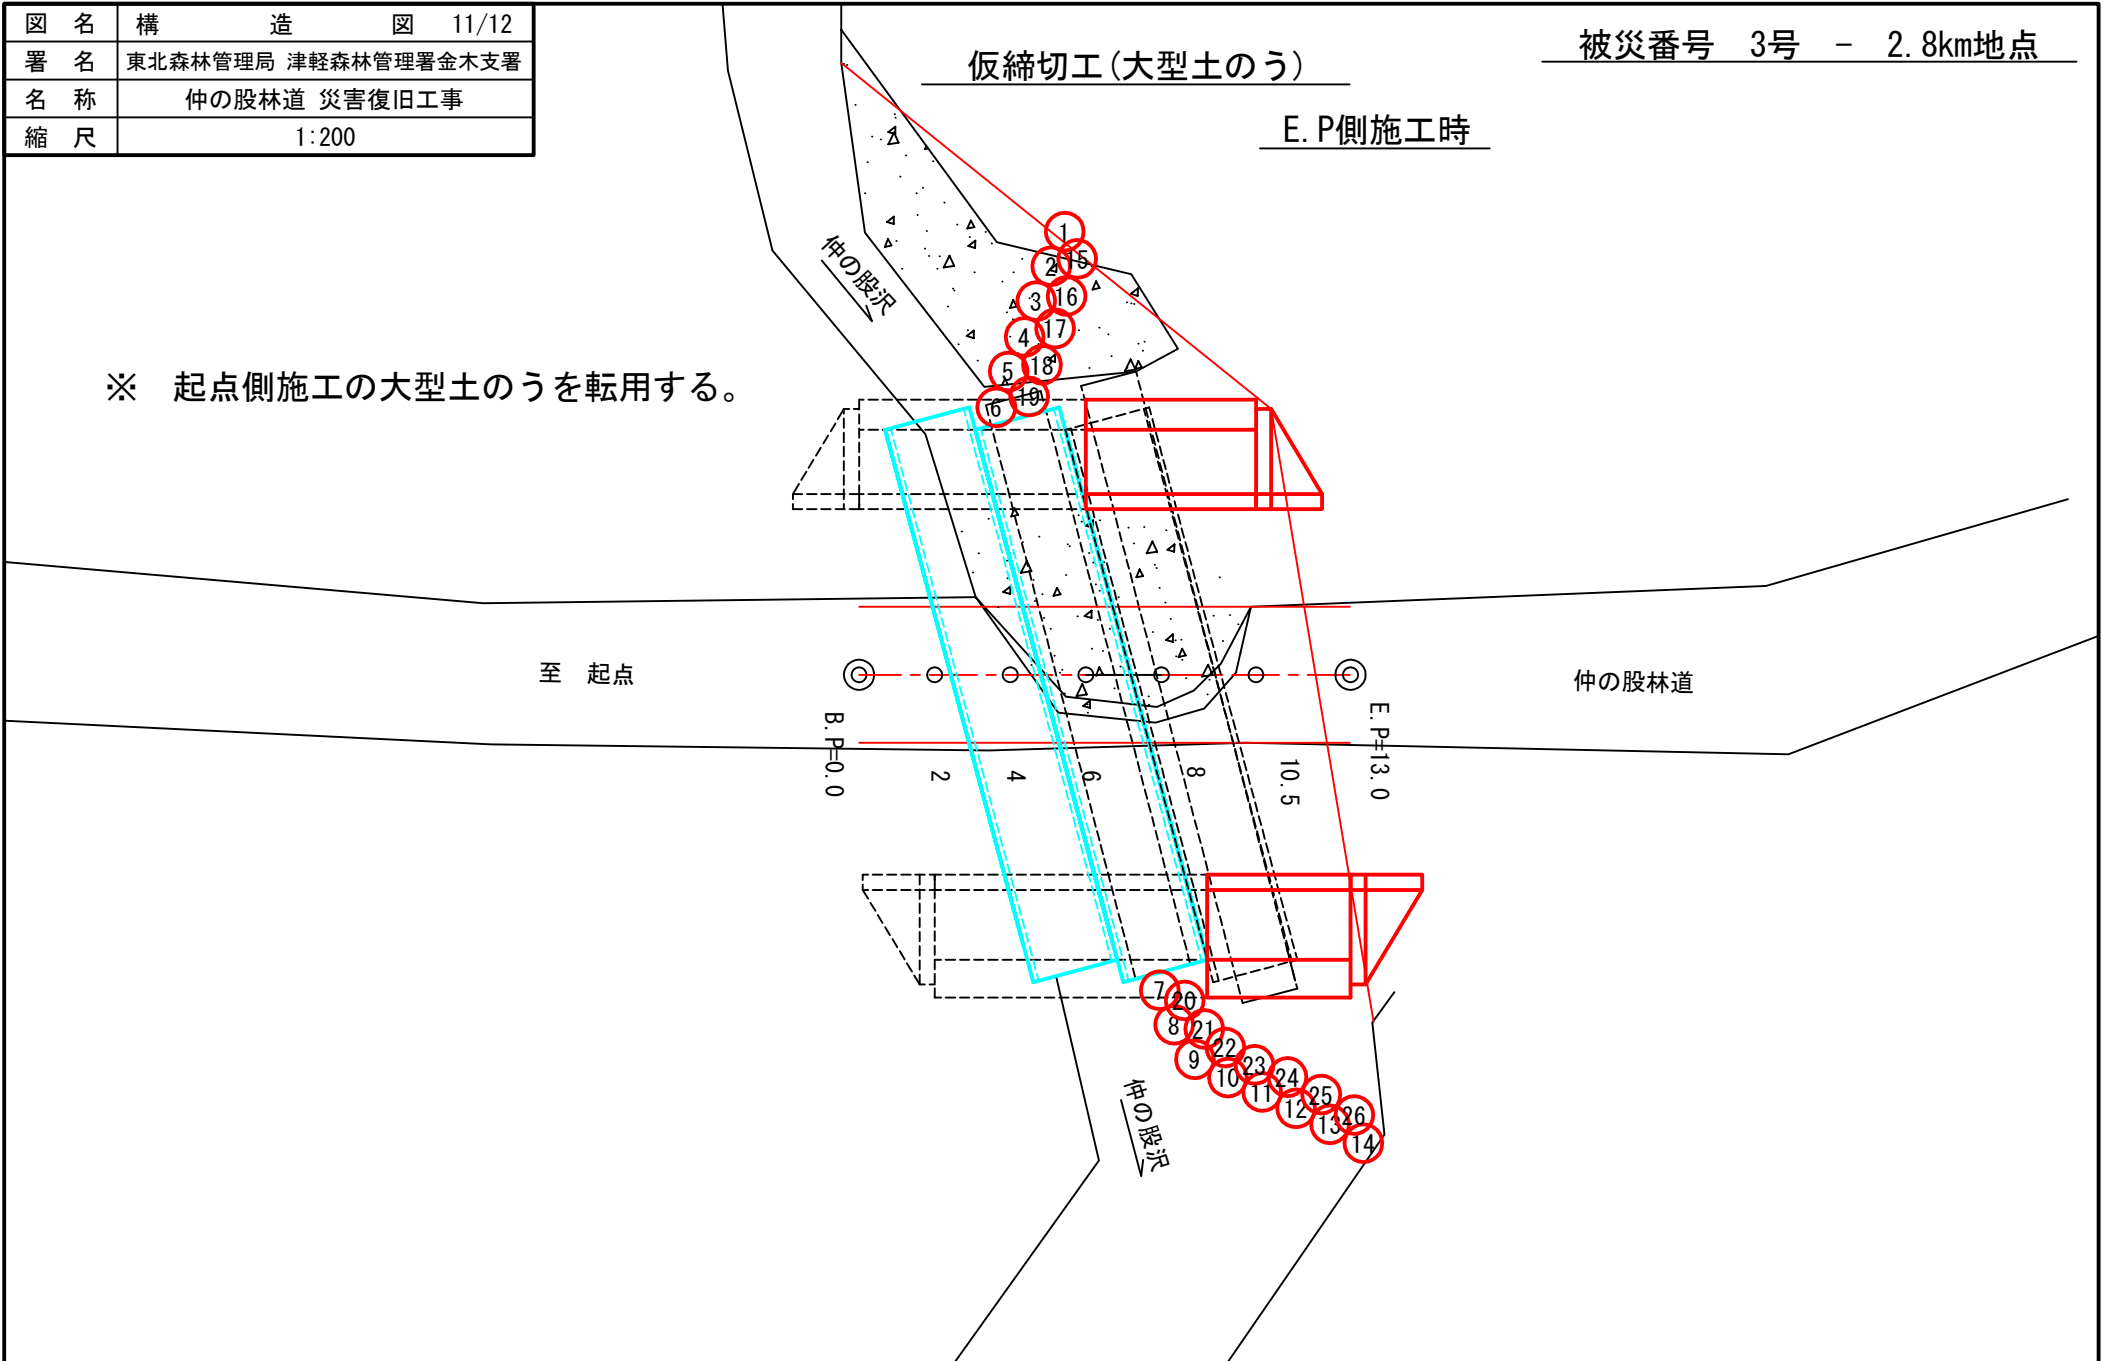 図 名 構 造 図 11/12
署 名 東北森林管理局 津軽森林管理署金木支署
名 称 仲の股林道 災害復旧工事
縮 尺 1:200
仮締切工(大型土のう)
被災番号 3号 - 2.8km地点
E.P側施工時
※ 起点側施工の大型土のうを転用する。
仲の股沢
1
2
15
3
16
4
17
5
18
6
19
至 起点
仲の股林道
B.P=0.0
2
4
6
8
10.5
E.P=13.0
7
20
8
21
9
22
10
23
11
24
12
25
13
26
14
仲の股沢